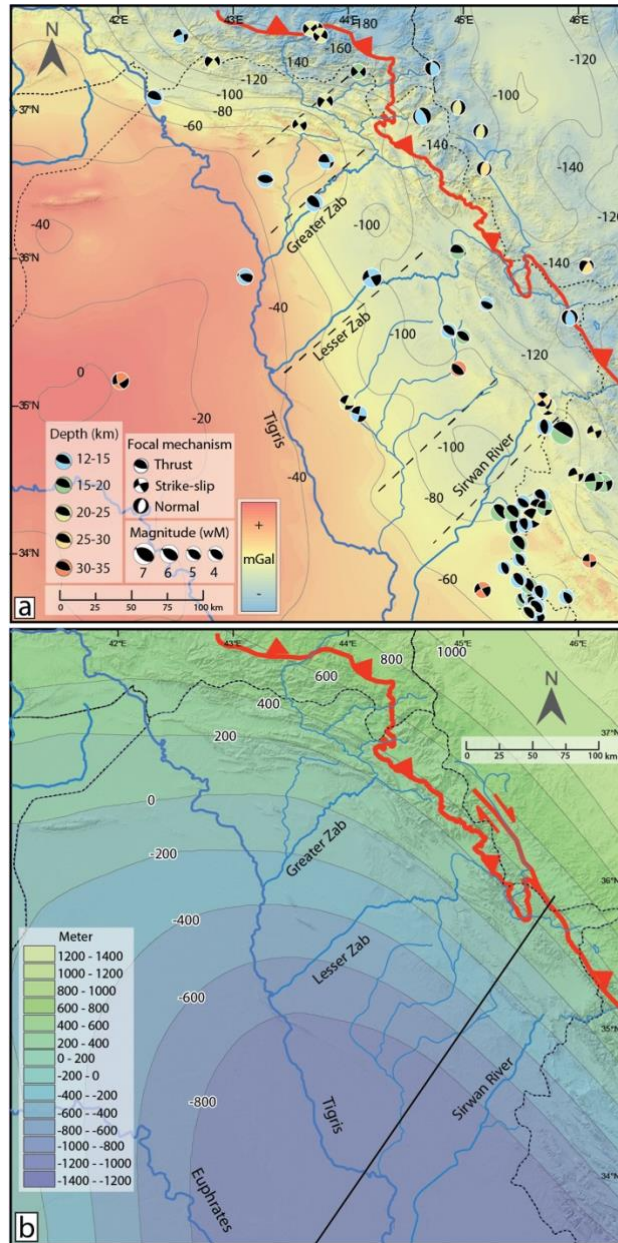 42°E
43°E
44°E
45°E
46°E
N
-180
160
140
-120
-100
-80
-60
-120
-100
37°N
-140
-140
-120
-40
-100
Greater Zab
36°N
-140
-40
Lesser Zab
-100
-120
0
-20
35°N
Tigris
-100
Sirwan River
-40
-80
34°N
-60
Depth (km)
12-15
15-20
20-25
25-30
30-35
Focal mechanism
Thrust
Strike-slip
Normal
Magnitude (wM)
7 6 5 4
0 25 50 75 100 km
+
mGal
-
a
42°E
43°E
44°E
45°E
46°E
1000
800
600
400
200
N
37°N
0 25 50 75 100 km
0
-200
Greater Zab
36°N
-400
Lesser Zab
-600
35°N
Sirwan River
-800
Tigris
34°N
Euphrates
Meter
1200 - 1400
1000 - 1200
800 - 1000
600 - 800
400 - 600
200 - 400
0 - 200
-200 - 0
-400 - -200
-600 - -400
-800 - -600
-1000 - -800
-1200 - -1000
-1400 - -1200
b